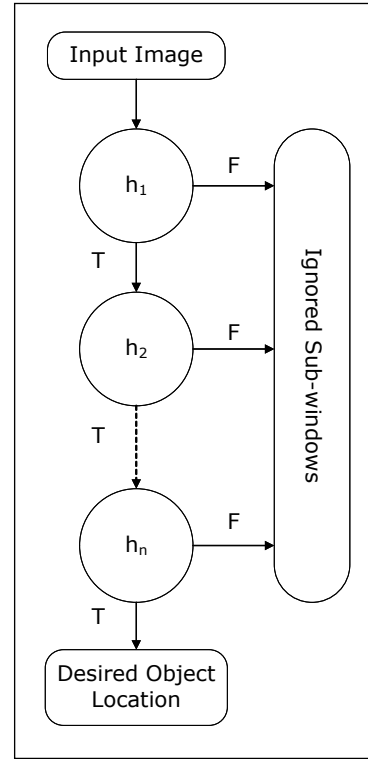 Input Image
h₁
F
T
h₂
F
T
hₙ
F
T
Ignored Sub-windows
Desired Object
Location